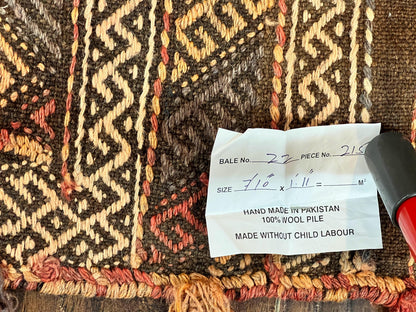 BALE No. 22 PIECE No. 215
SIZE 7'10" x 1'11" = M²
HAND MADE IN PAKISTAN
100% WOOL PILE
MADE WITHOUT CHILD LABOUR